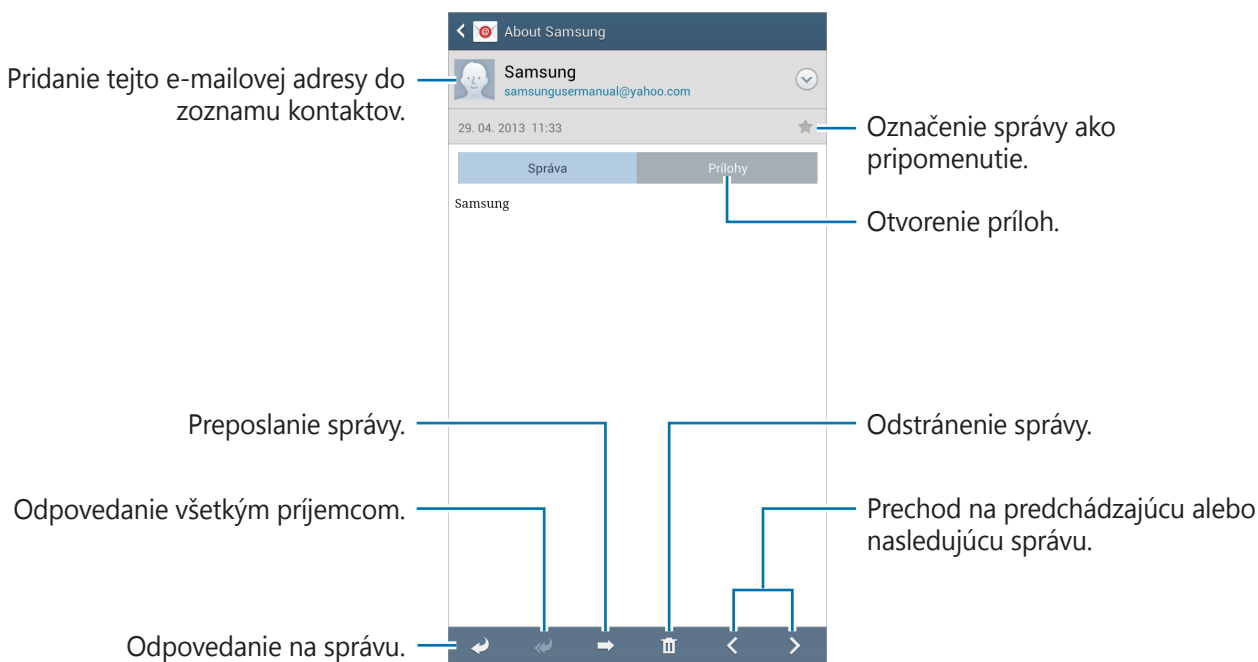 About Samsung
Pridanie tejto e-mailovej adresy do
zoznamu kontaktov.
Samsung
samsungusermanual@yahoo.com
29. 04. 2013 11:33
Označenie správy ako
pripomenutie.
Správa
Prílohy
Otvorenie príloh.
Samsung
Preposlanie správy.
Odstránenie správy.
Odpovedanie všetkým príjemcom.
Prechod na predchádzajúcu alebo
nasledujúcu správu.
Odpovedanie na správu.